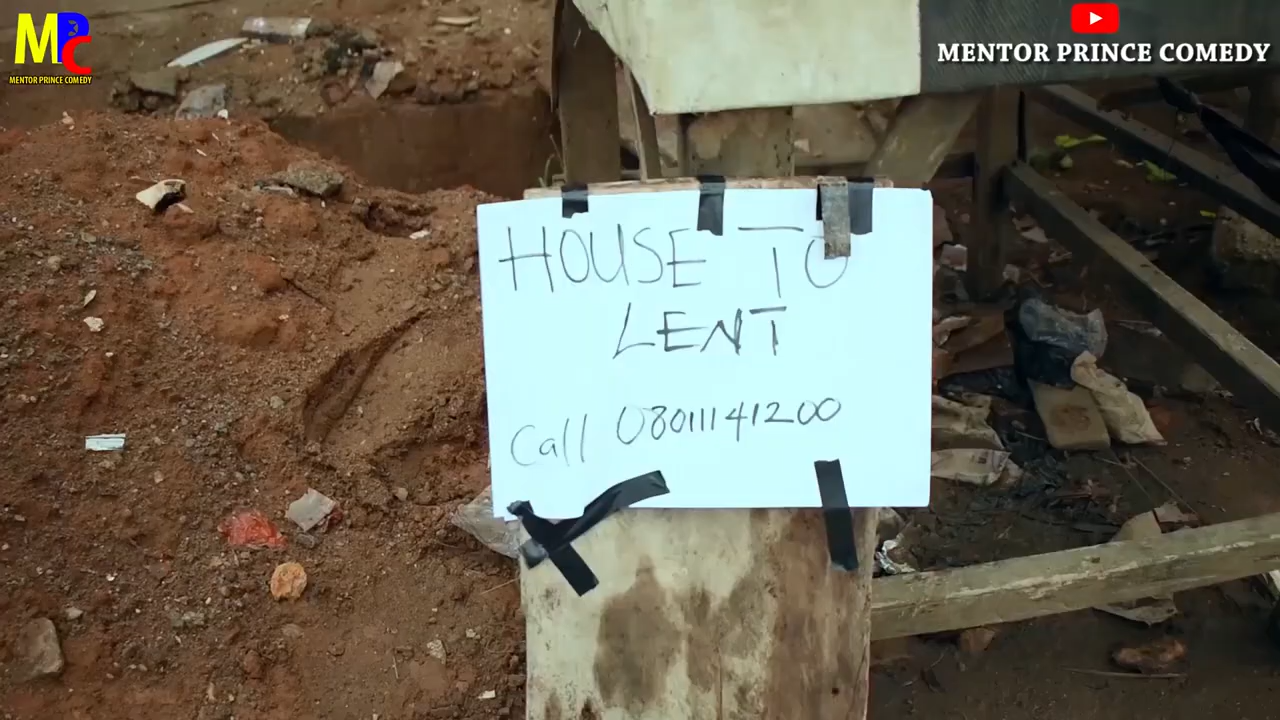 MPC
MENTOR PRINCE COMEDY
MENTOR PRINCE COMEDY
HOUSE TO
LENT
Call 08011141200